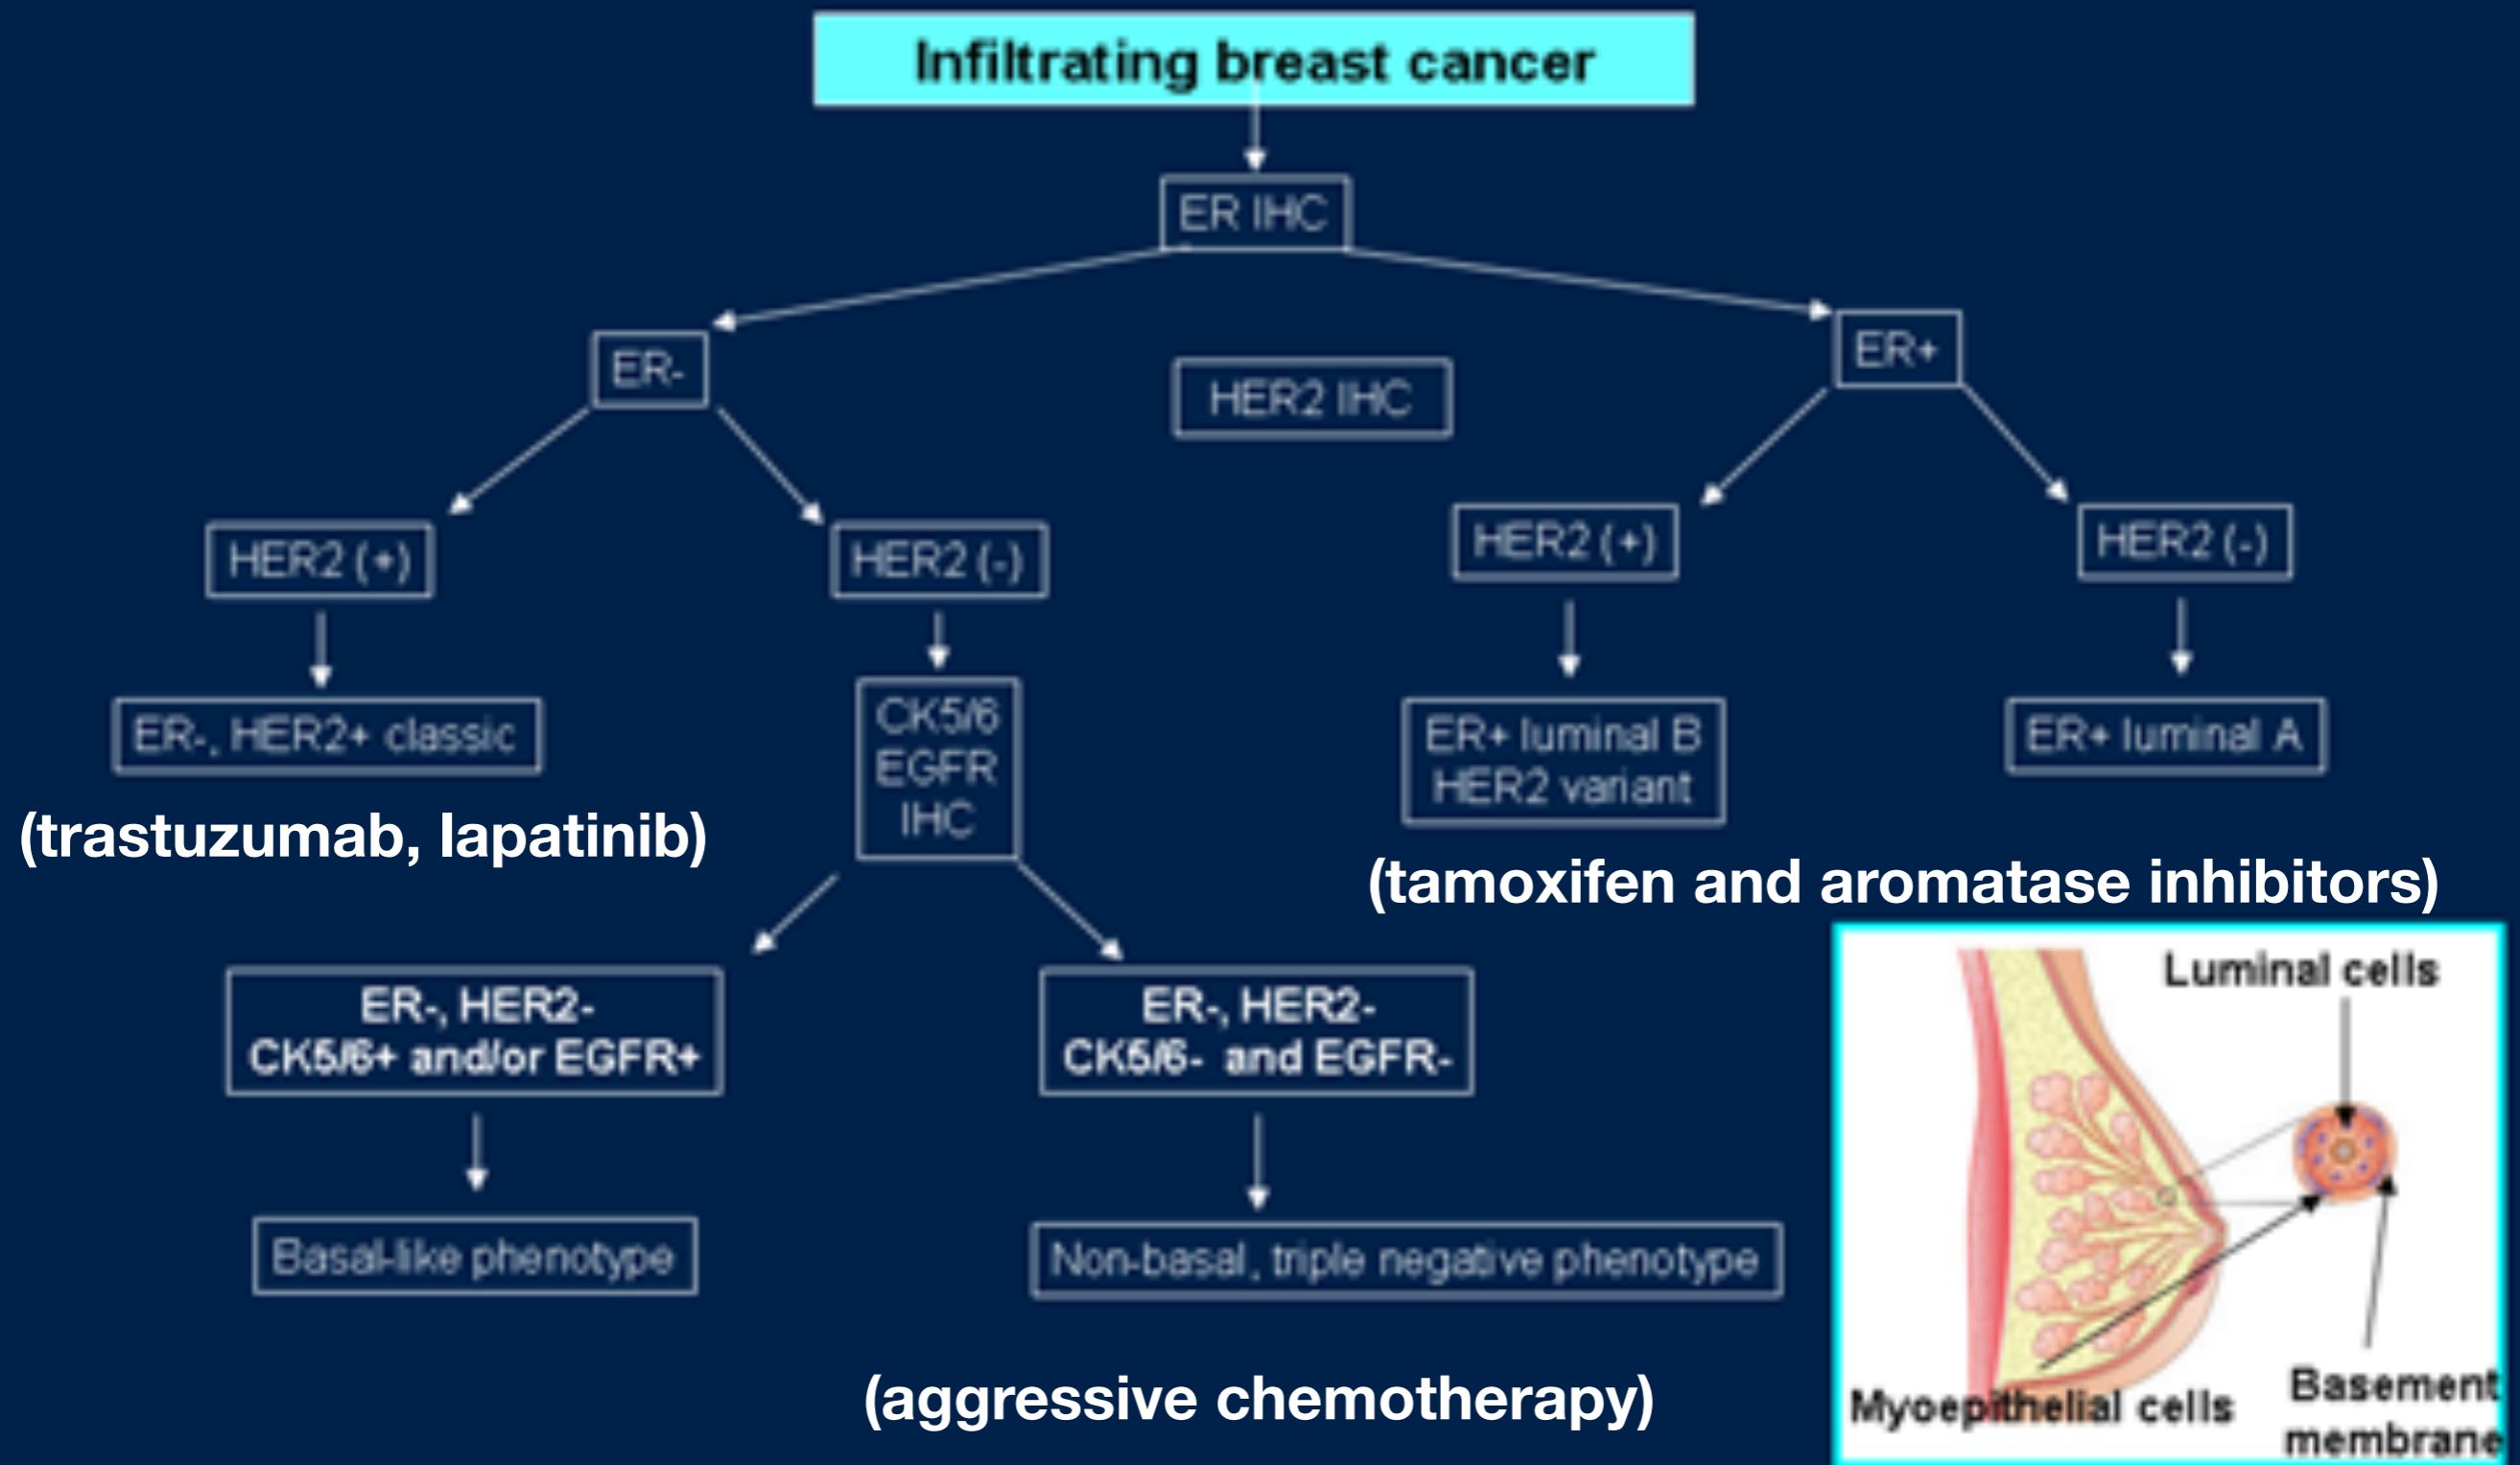 Infiltrating breast cancer
ER IHC
ER-
HER2 IHC
ER+
HER2 (+)
HER2 (-)
HER2 (+)
HER2 (-)
ER-, HER2+ classic
CK5/6
EGFR
IHC
ER+ luminal B
HER2 variant
ER+ luminal A
(trastuzumab, lapatinib)
(tamoxifen and aromatase inhibitors)
ER-, HER2-
CK5/6+ and/or EGFR+
ER-, HER2-
CK5/6- and EGFR-
Basal-like phenotype
Non-basal, triple negative phenotype
(aggressive chemotherapy)
Luminal cells
Myoepithelial cells
Basement
membrane